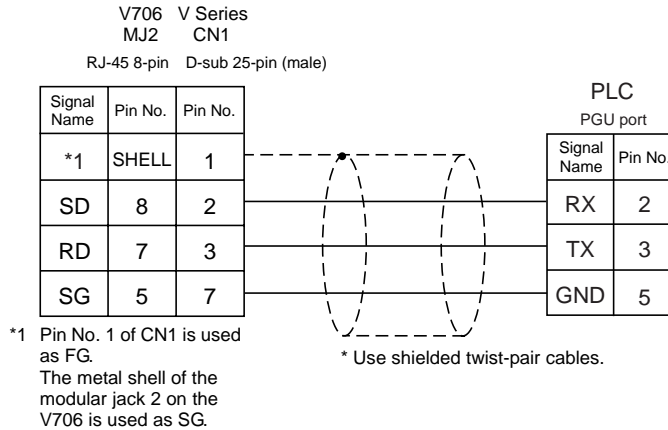 V706 V Series
MJ2 CN1
RJ-45 8-pin D-sub 25-pin (male)
Signal Name Pin No. Pin No.
*1 SHELL 1
SD 8 2
RD 7 3
SG 5 7
PLC
PGU port
Signal Name Pin No.
RX 2
TX 3
GND 5
*1 Pin No. 1 of CN1 is used
as FG.
The metal shell of the
modular jack 2 on the
V706 is used as SG.
* Use shielded twist-pair cables.